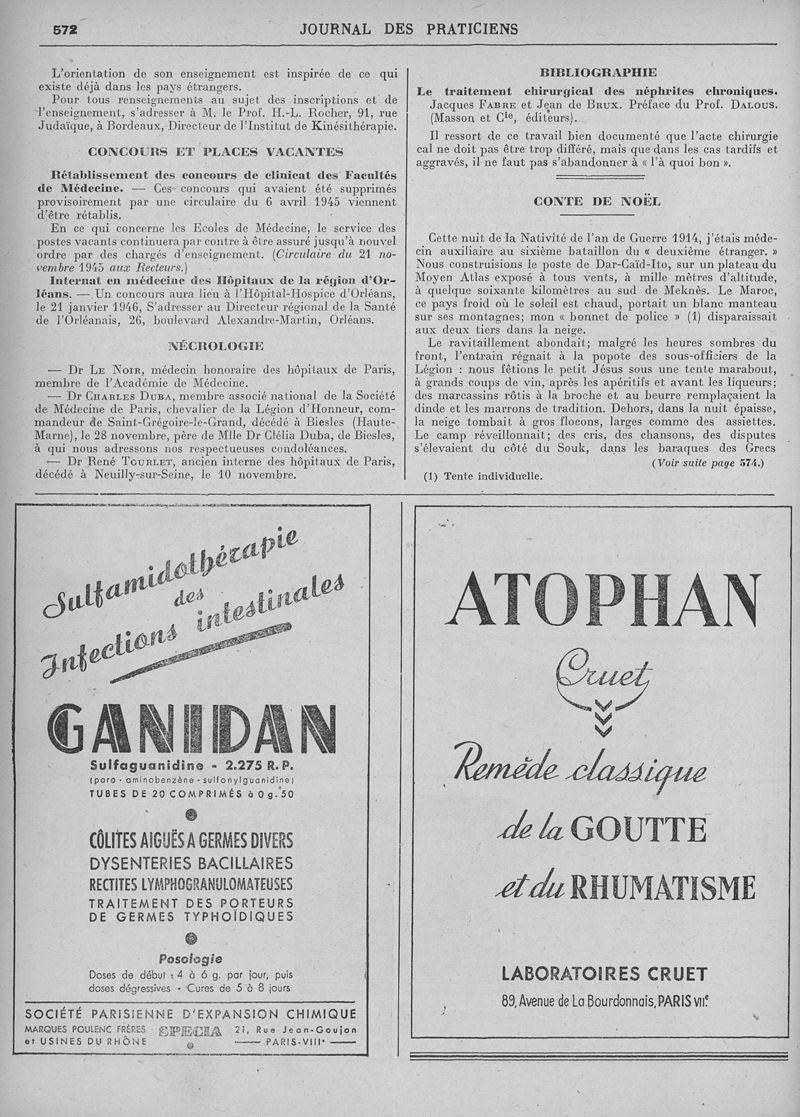 572
JOURNAL DES PRATICIENS
L'orientation de son enseignement est inspirée de ce qui
existe déjà dans les pays étrangers.
Pour tous renseignements au sujet des inscriptions et de
l'enseignement, s'adresser à M. le Prof. H.-L. Rocher, 91, rue
Judaïque, à Bordeaux, Directeur de l'Institut de Kinésithérapie.
CONCOURS ET PLACES VACANTES
Rétablissement des concours de clinicat des Facultés
de Médecine. — Ces concours qui avaient été supprimés
provisoirement par une circulaire du 6 avril 1945 viennent
d'être rétablis.
En ce qui concerne les Ecoles de Médecine, le service des
postes vacants continuera par contre à être assuré jusqu'à nouvel
ordre par des chargés d'enseignement. (Circulaire du 21 no-
vembre 1945 aux Recteurs.)
Internat en médecine des Hôpitaux de la région d'Or-
léans. — Un concours aura lieu à l'Hôpital-Hospice d'Orléans,
le 21 janvier 1946, S'adresser au Directeur régional de la Santé
de l'Orléanais, 26, boulevard Alexandre-Martin, Orléans.
NÉCROLOGIE
— Dr LE NOIR, médecin honoraire des hôpitaux de Paris,
membre de l'Académie de Médecine.
— Dr CHARLES DUBA, membre associé national de la Société
de Médecine de Paris, chevalier de la Légion d'Honneur, com-
mandeur de Saint-Grégoire-le-Grand, décédé à Biesles (Haute-
Marne), le 28 novembre, père de Mlle Dr Clélia Duba, de Biesles,
à qui nous adressons nos respectueuses condoléances.
— Dr René TOURLET, ancien interne des hôpitaux de Paris,
décédé à Neuilly-sur-Seine, le 10 novembre.
BIBLIOGRAPHIE
Le traitement chirurgical des néphrites chroniques.
Jacques FABRE et Jean de BRUX. Préface du Prof. DALOUS.
(Masson et Cie, éditeurs).
Il ressort de ce travail bien documenté que l'acte chirurgie
cal ne doit pas être trop différé, mais que dans les cas tardifs et
aggravés, il ne faut pas s'abandonner à « l'à quoi bon ».
CONTE DE NOËL
Cette nuit de la Nativité de l'an de Guerre 1914, j'étais méde-
cin auxiliaire au sixième bataillon du « deuxième étranger. »
Nous construisions le poste de Dar-Caïd-Ito, sur un plateau du
Moyen Atlas exposé à tous vents, à mille mètres d'altitude,
à quelque soixante kilomètres au sud de Meknès. Le Maroc,
ce pays froid où le soleil est chaud, portait un blanc manteau
sur ses montagnes; mon « bonnet de police » (1) disparaissait
aux deux tiers dans la neige.
Le ravitaillement abondait; malgré les heures sombres du
front, l'entrain régnait à la popote des sous-officiers de la
Légion : nous fêtions le petit Jésus sous une tente marabout,
à grands coups de vin, après les apéritifs et avant les liqueurs;
des marcassins rôtis à la broche et au beurre remplaçaient la
dinde et les marrons de tradition. Dehors, dans la nuit épaisse,
la neige tombait à gros flocons, larges comme des assiettes.
Le camp réveillonnait; des cris, des chansons, des disputes
s'élevaient du côté du Souk, dans les baraques des Grecs
(Voir suite page 574.)
(1) Tente individuelle.
Sulfamidothérapie
des
Infections intestinales
GANIDAN
Sulfaguanidine - 2.275 R.P.
(para-aminobenzène-sulfonylguanidine)
TUBES DE 20 COMPRIMÉS à 0 g. 50
CÔLITES AIGUËS A GERMES DIVERS
DYSENTERIES BACILLAIRES
RECTITES LYMPHOGRANULOMATEUSES
TRAITEMENT DES PORTEURS
DE GERMES TYPHOÏDIQUES
Posologie
Doses de début : 4 à 6 g. par jour, puis
doses dégressives - Cures de 5 à 8 jours
SOCIÉTÉ PARISIENNE D'EXPANSION CHIMIQUE
MARQUES POULENC FRÈRES SPECIA 21, Rue Jean-Goujon
et USINES DU RHÔNE — PARIS-VIIIe —
ATOPHAN
Cruet
Remède classique
de la GOUTTE
et du RHUMATISME
LABORATOIRES CRUET
89, Avenue de La Bourdonnais, PARIS VIIe